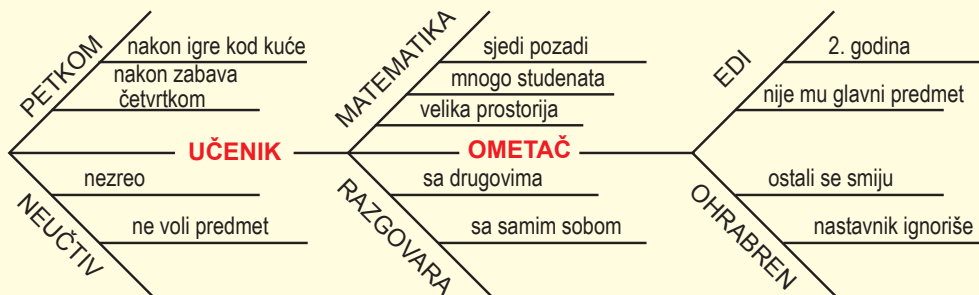 PETKOM
nakon igre kod kuće
nakon zabava
četvrtkom
MATEMATIKA
sjedi pozadi
mnogo studenata
velika prostorija
EDI
2. godina
nije mu glavni predmet
UČENIK
OMETAČ
NEUČTIV
nezreo
ne voli predmet
RAZGOVARA
sa drugovima
sa samim sobom
OHRABREN
ostali se smiju
nastavnik ignoriše